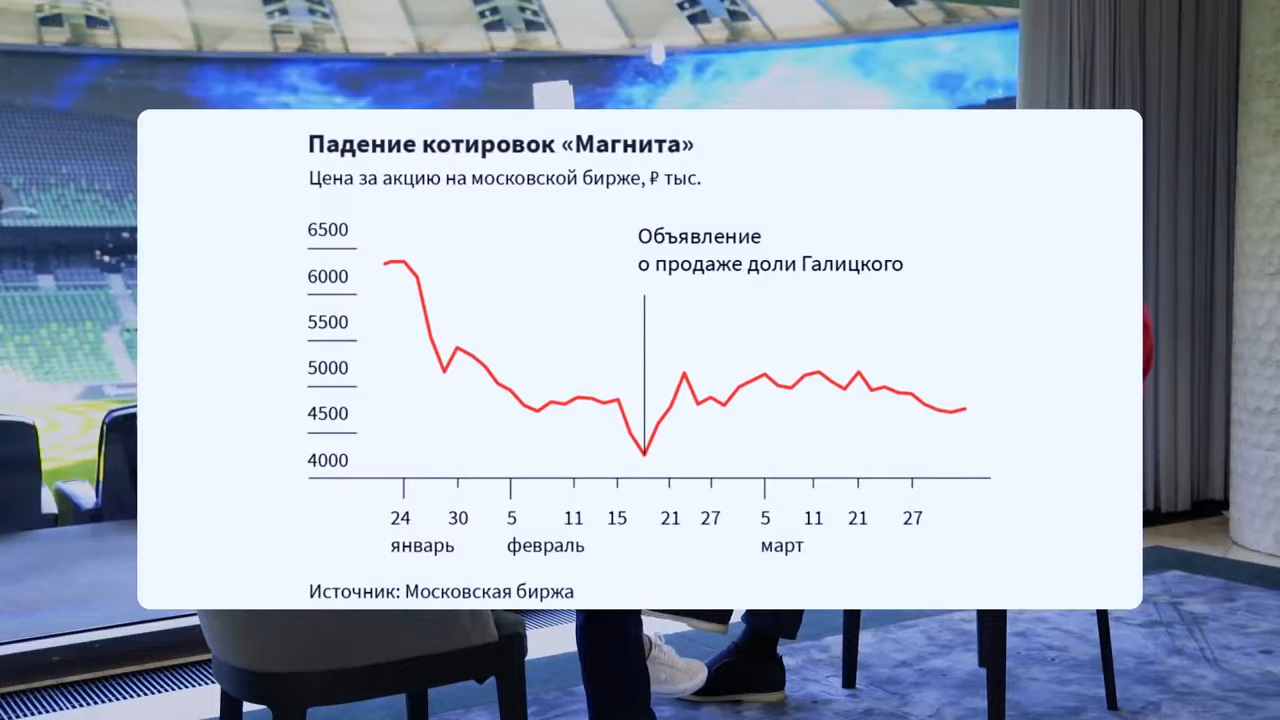 Падение котировок «Магнита»
Цена за акцию на московской бирже, ₽ тыс.
6500
6000
5500
5000
4500
4000
Объявление
о продаже доли Галицкого
24 30 5 11 15 21 27 5 11 21 27
январь февраль март
Источник: Московская биржа